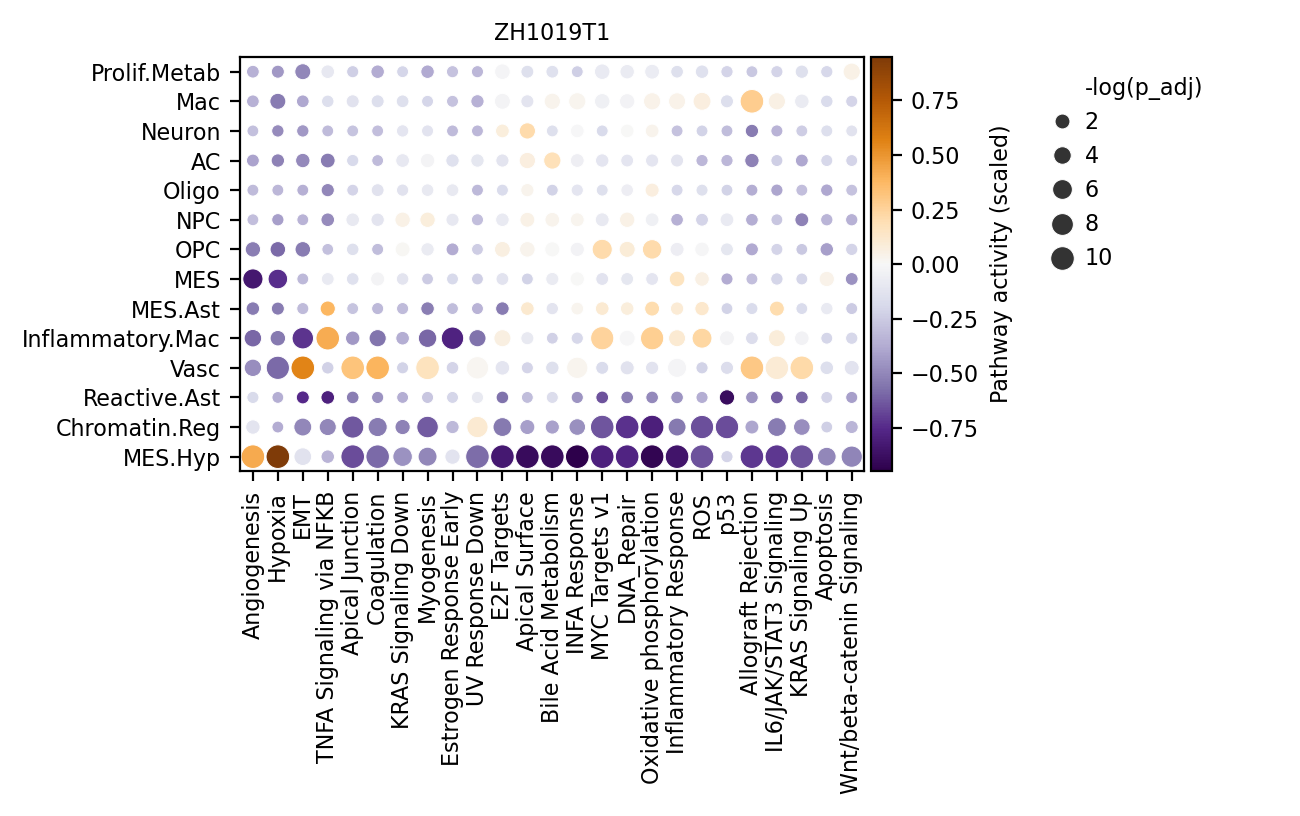 ZH1019T1
Prolif.Metab
Mac
Neuron
AC
Oligo
NPC
OPC
MES
MES.Ast
Inflammatory.Mac
Vasc
Reactive.Ast
Chromatin.Reg
MES.Hyp
Angiogenesis
Hypoxia
EMT
TNFA Signaling via NFKB
Apical Junction
Coagulation
KRAS Signaling Down
Myogenesis
Estrogen Response Early
UV Response Down
E2F Targets
Apical Surface
Bile Acid Metabolism
INFA Response
MYC Targets v1
DNA_Repair
Oxidative phosphorylation
Inflammatory Response
ROS
p53
Allograft Rejection
IL6/JAK/STAT3 Signaling
KRAS Signaling Up
Apoptosis
Wnt/beta-catenin Signaling
0.75
0.50
0.25
0.00
−0.25
−0.50
−0.75
Pathway activity (scaled)
-log(p_adj)
2
4
6
8
10